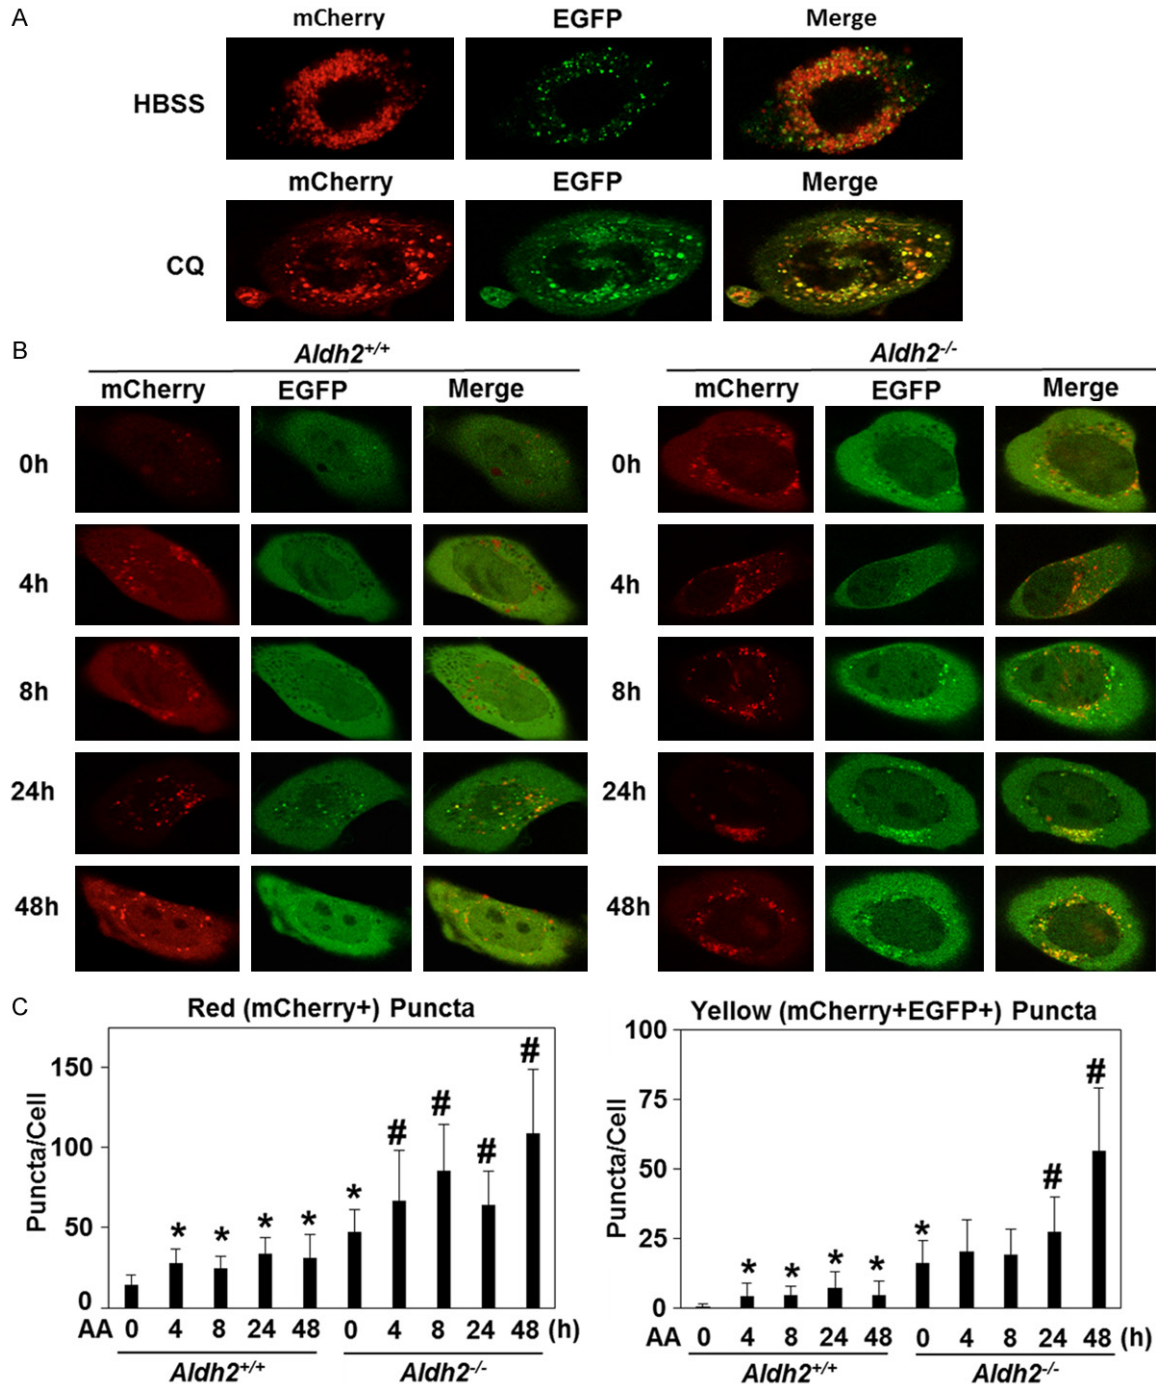 A
mCherry EGFP Merge
HBSS
mCherry EGFP Merge
CQ
B
Aldh2+/+ Aldh2-/-
mCherry EGFP Merge mCherry EGFP Merge
0h 0h
4h 4h
8h 8h
24h 24h
48h 48h
C
Red (mCherry+) Puncta
Puncta/Cell
150
100
50
0
* * * * * # # # #
AA 0 4 8 24 48 0 4 8 24 48 (h)
Aldh2+/+ Aldh2-/-
Yellow (mCherry+EGFP+) Puncta
Puncta/Cell
100
75
50
25
0
* * * * * # #
AA 0 4 8 24 48 0 4 8 24 48 (h)
Aldh2+/+ Aldh2-/-